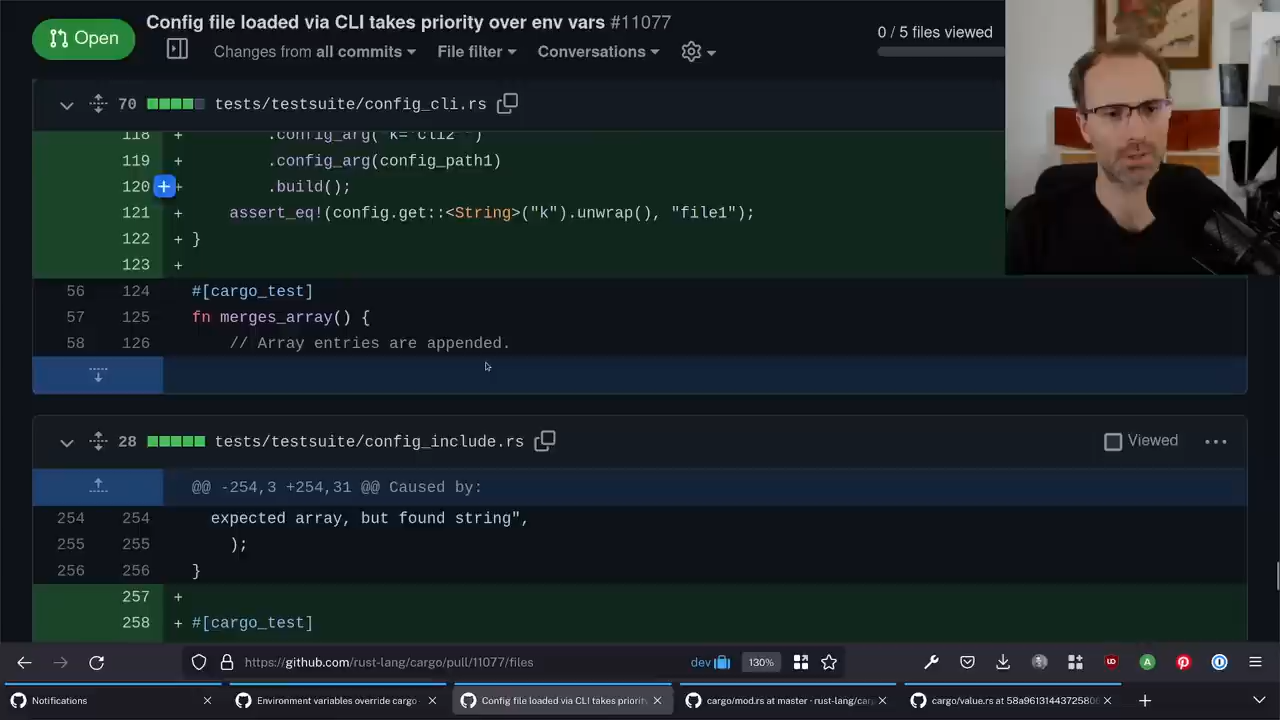 Open
Config file loaded via CLI takes priority over env vars #11077
Changes from all commits
File filter
Conversations
0 / 5 files viewed
70 tests/testsuite/config_cli.rs
118 + .config_arg("k='cli2'")
119 + .config_arg(config_path1)
120 + + .build();
121 + assert_eq!(config.get::<String>("k").unwrap(), "file1");
122 + }
123 +
56 124 #[cargo_test]
57 125 fn merges_array() {
58 126 // Array entries are appended.
28 tests/testsuite/config_include.rs
Viewed
@@ -254,3 +254,31 @@ Caused by:
254 254 expected array, but found string",
255 255 );
256 256 }
257 +
258 + #[cargo_test]
https://github.com/rust-lang/cargo/pull/11077/files
dev
130%
Notifications
Environment variables override cargo
Config file loaded via CLI takes priorit
cargo/mod.rs at master · rust-lang/car
cargo/value.rs at 58a961314437258